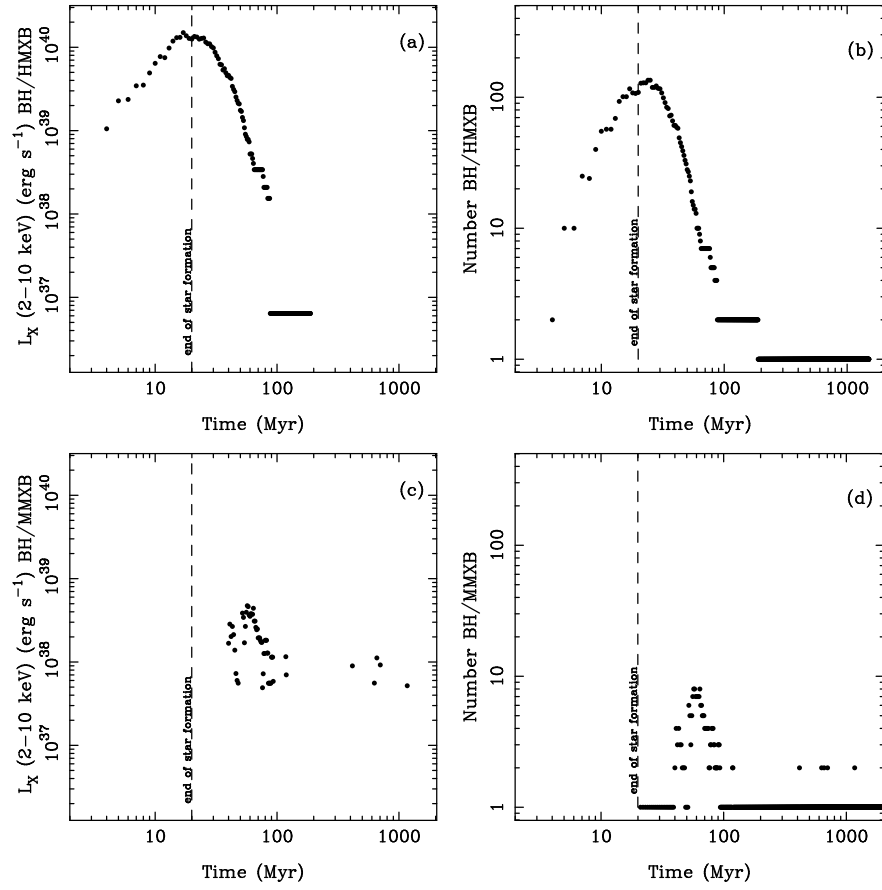 L_X (2−10 keV) (erg s^−1) BH/HMXB
10^40
10^39
10^38
10^37
(a)
end of star formation
10
100
1000
Time (Myr)
Number BH/HMXB
100
10
1
(b)
end of star formation
10
100
1000
Time (Myr)
L_X (2−10 keV) (erg s^−1) BH/MMXB
10^40
10^39
10^38
10^37
(c)
end of star formation
10
100
1000
Time (Myr)
Number BH/MMXB
100
10
1
(d)
end of star formation
10
100
1000
Time (Myr)